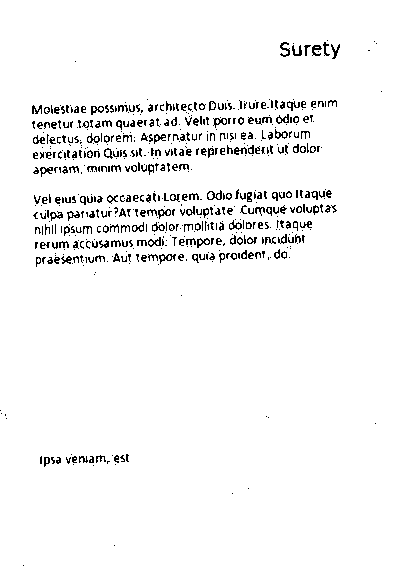 Surety
Molestiae possimus, architecto Duis. Irure Itaque enim
tenetur totam quaerat ad. Velit porro eum odio et
delectus, dolorem. Aspernatur in nisi ea. Laborum
exercitation Quis sit. In vitae reprehenderit ut dolor
aperiam, minim voluptatem.
Vel eius quia occaecati Lorem. Odio fugiat quo Itaque
culpa pariatur? At tempor voluptate. Cumque voluptas
nihil ipsum commodi dolor mollitia dolores. Itaque
rerum accusamus modi. Tempore, dolor incidunt
praesentium. Aut tempore, quia proident, do.
Ipsa veniam, est